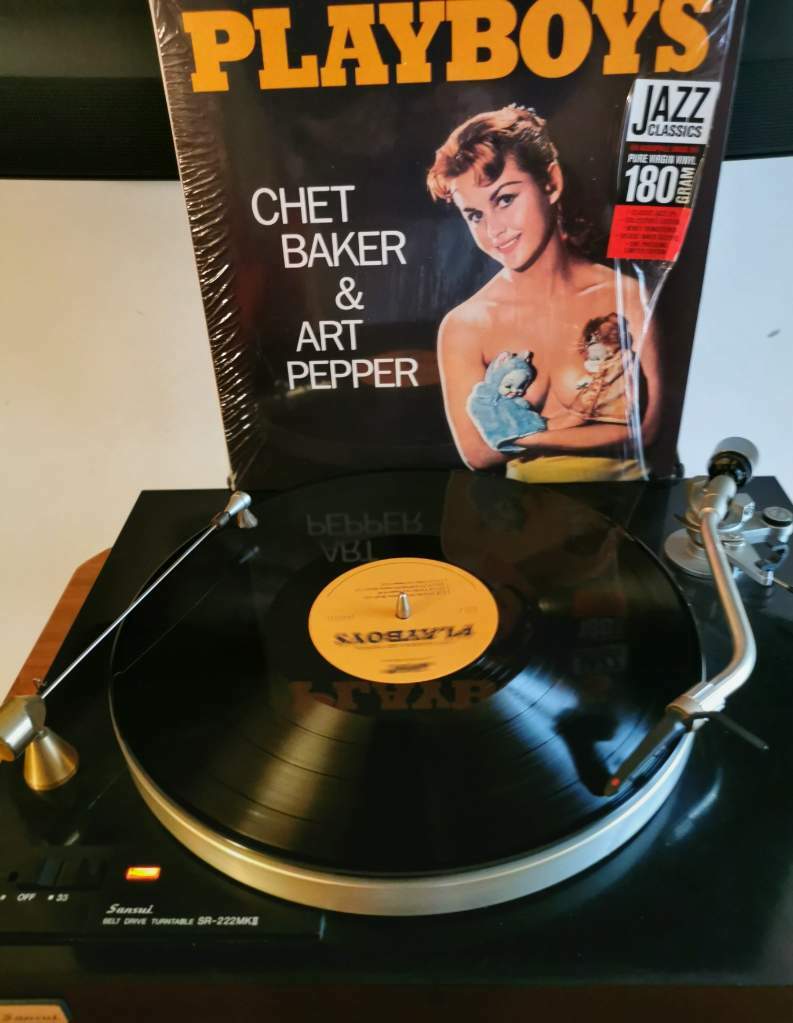 PLAYBOYS
JAZZ
CLASSICS
PURE VIRGIN VINYL
180
GRAM
CHET
BAKER
&
ART
PEPPER
PLAYBOYS
OFF • 33
Sansui
BELT DRIVE TURNTABLE SR-222MKII
Sansui